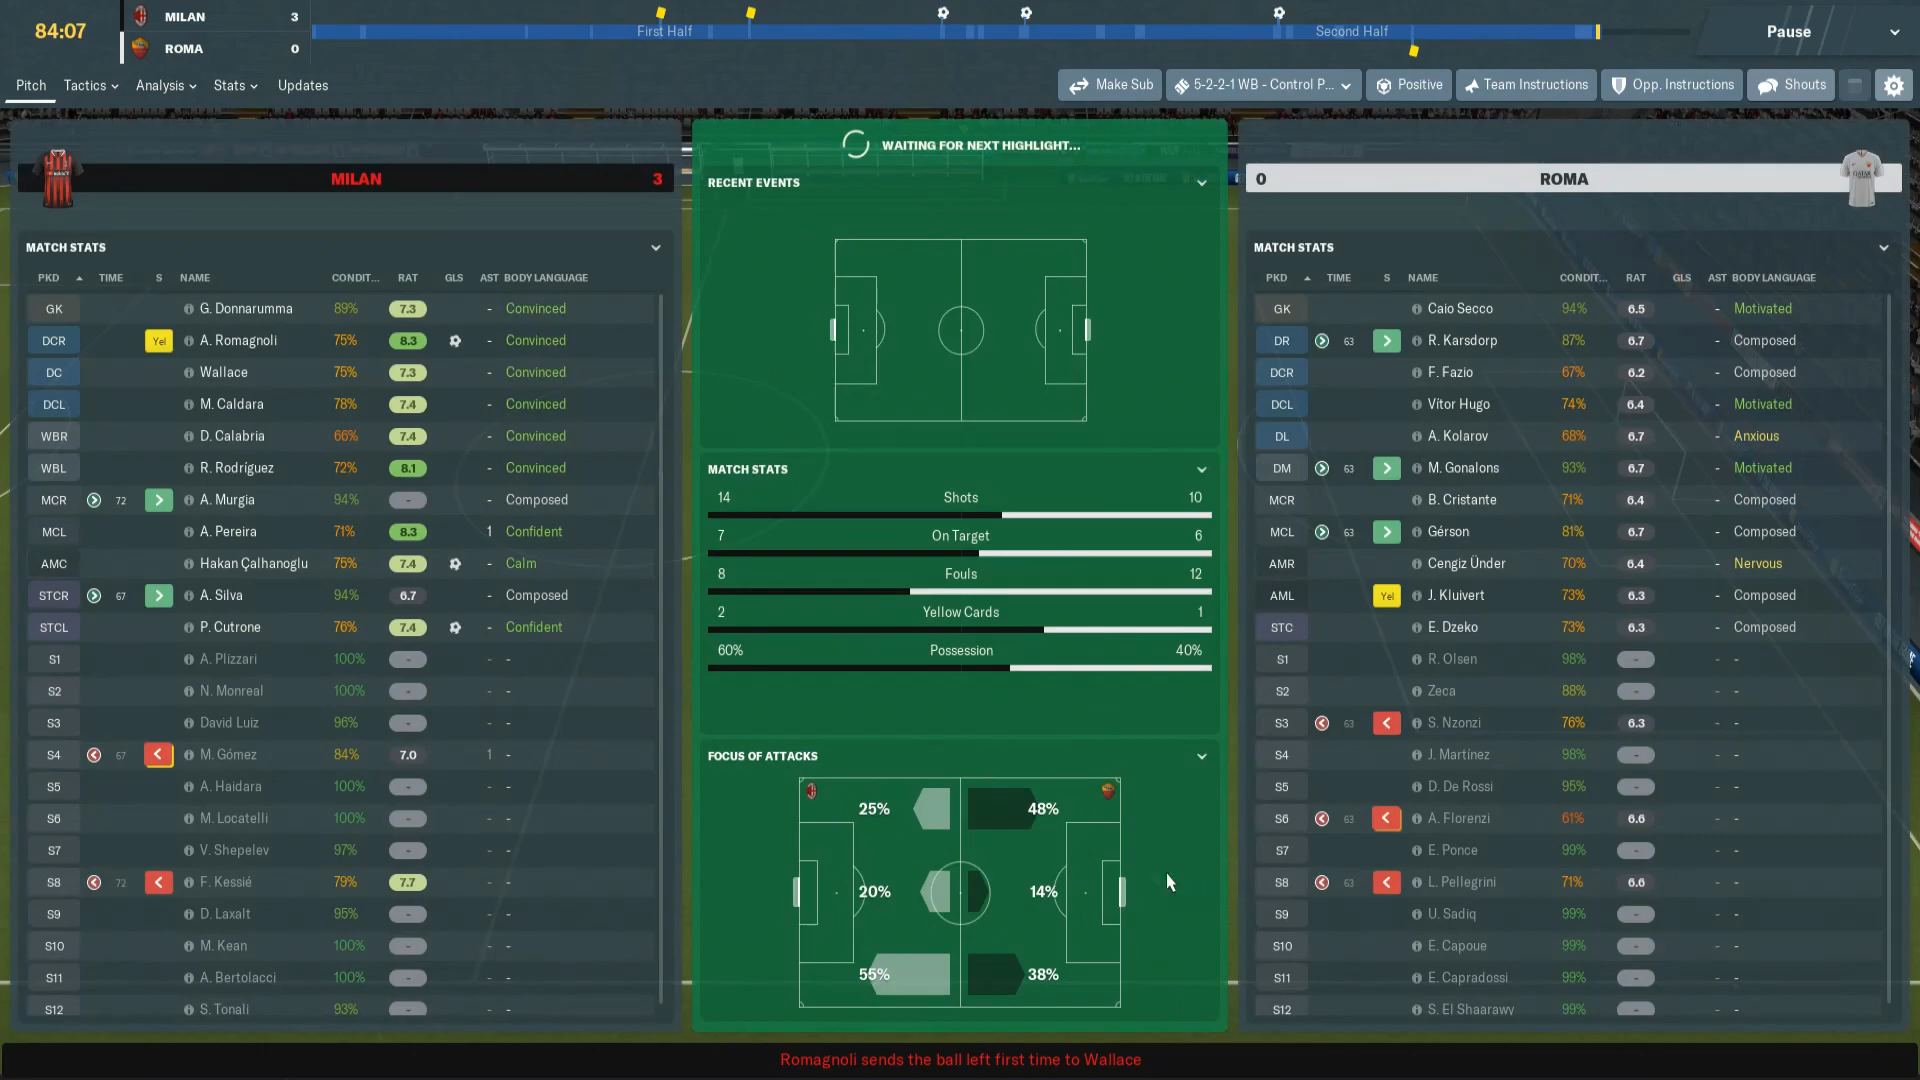 84:07
MILAN 3
ROMA 0
First Half
Second Half
Pause
Pitch Tactics Analysis Stats Updates
Make Sub 5-2-2-1 WB - Control P... Positive Team Instructions Opp. Instructions Shouts
WAITING FOR NEXT HIGHLIGHT...
MILAN 3
MATCH STATS
PKD TIME S NAME CONDIT... RAT GLS AST BODY LANGUAGE
GK G. Donnarumma 89% 7.3 - Convinced
DCR Yel A. Romagnoli 75% 8.3 - Convinced
DC Wallace 75% 7.3 - Convinced
DCL M. Caldara 78% 7.4 - Convinced
WBR D. Calabria 66% 7.4 - Convinced
WBL R. Rodríguez 72% 8.1 - Convinced
MCR 72 A. Murgia 94% - - Composed
MCL A. Pereira 71% 8.3 1 Confident
AMC Hakan Çalhanoglu 75% 7.4 - Calm
STCR 67 A. Silva 94% 6.7 - Composed
STCL P. Cutrone 76% 7.4 - Confident
S1 A. Plizzari 100% - - -
S2 N. Monreal 100% - - -
S3 David Luiz 96% - - -
S4 67 M. Gómez 84% 7.0 1 -
S5 A. Haidara 100% - - -
S6 M. Locatelli 100% - - -
S7 V. Shepelev 97% - - -
S8 72 F. Kessié 79% 7.7 - -
S9 D. Laxalt 95% - - -
S10 M. Kean 100% - - -
S11 A. Bertolacci 100% - - -
S12 S. Tonali 93% - - -
RECENT EVENTS
MATCH STATS
14 Shots 10
7 On Target 6
8 Fouls 12
2 Yellow Cards 1
60% Possession 40%
FOCUS OF ATTACKS
25% 48%
20% 14%
55% 38%
0 ROMA
MATCH STATS
PKD TIME S NAME CONDIT... RAT GLS AST BODY LANGUAGE
GK Caio Secco 94% 6.5 - Motivated
DR 63 R. Karsdorp 87% 6.7 - Composed
DCR F. Fazio 67% 6.2 - Composed
DCL Vítor Hugo 74% 6.4 - Motivated
DL A. Kolarov 68% 6.7 - Anxious
DM 63 M. Gonalons 93% 6.7 - Motivated
MCR B. Cristante 71% 6.4 - Composed
MCL 63 Gérson 81% 6.7 - Composed
AMR Cengiz Ünder 70% 6.4 - Nervous
AML Yel J. Kluivert 73% 6.3 - Composed
STC E. Dzeko 73% 6.3 - Composed
S1 R. Olsen 98% - - -
S2 Zeca 88% - - -
S3 63 S. Nzonzi 76% 6.3 - -
S4 J. Martínez 98% - - -
S5 D. De Rossi 95% - - -
S6 63 A. Florenzi 61% 6.6 - -
S7 E. Ponce 99% - - -
S8 63 L. Pellegrini 71% 6.6 - -
S9 U. Sadiq 99% - - -
S10 E. Capoue 99% - - -
S11 E. Capradossi 99% - - -
S12 S. El Shaarawy 99% - - -
Romagnoli sends the ball left first time to Wallace